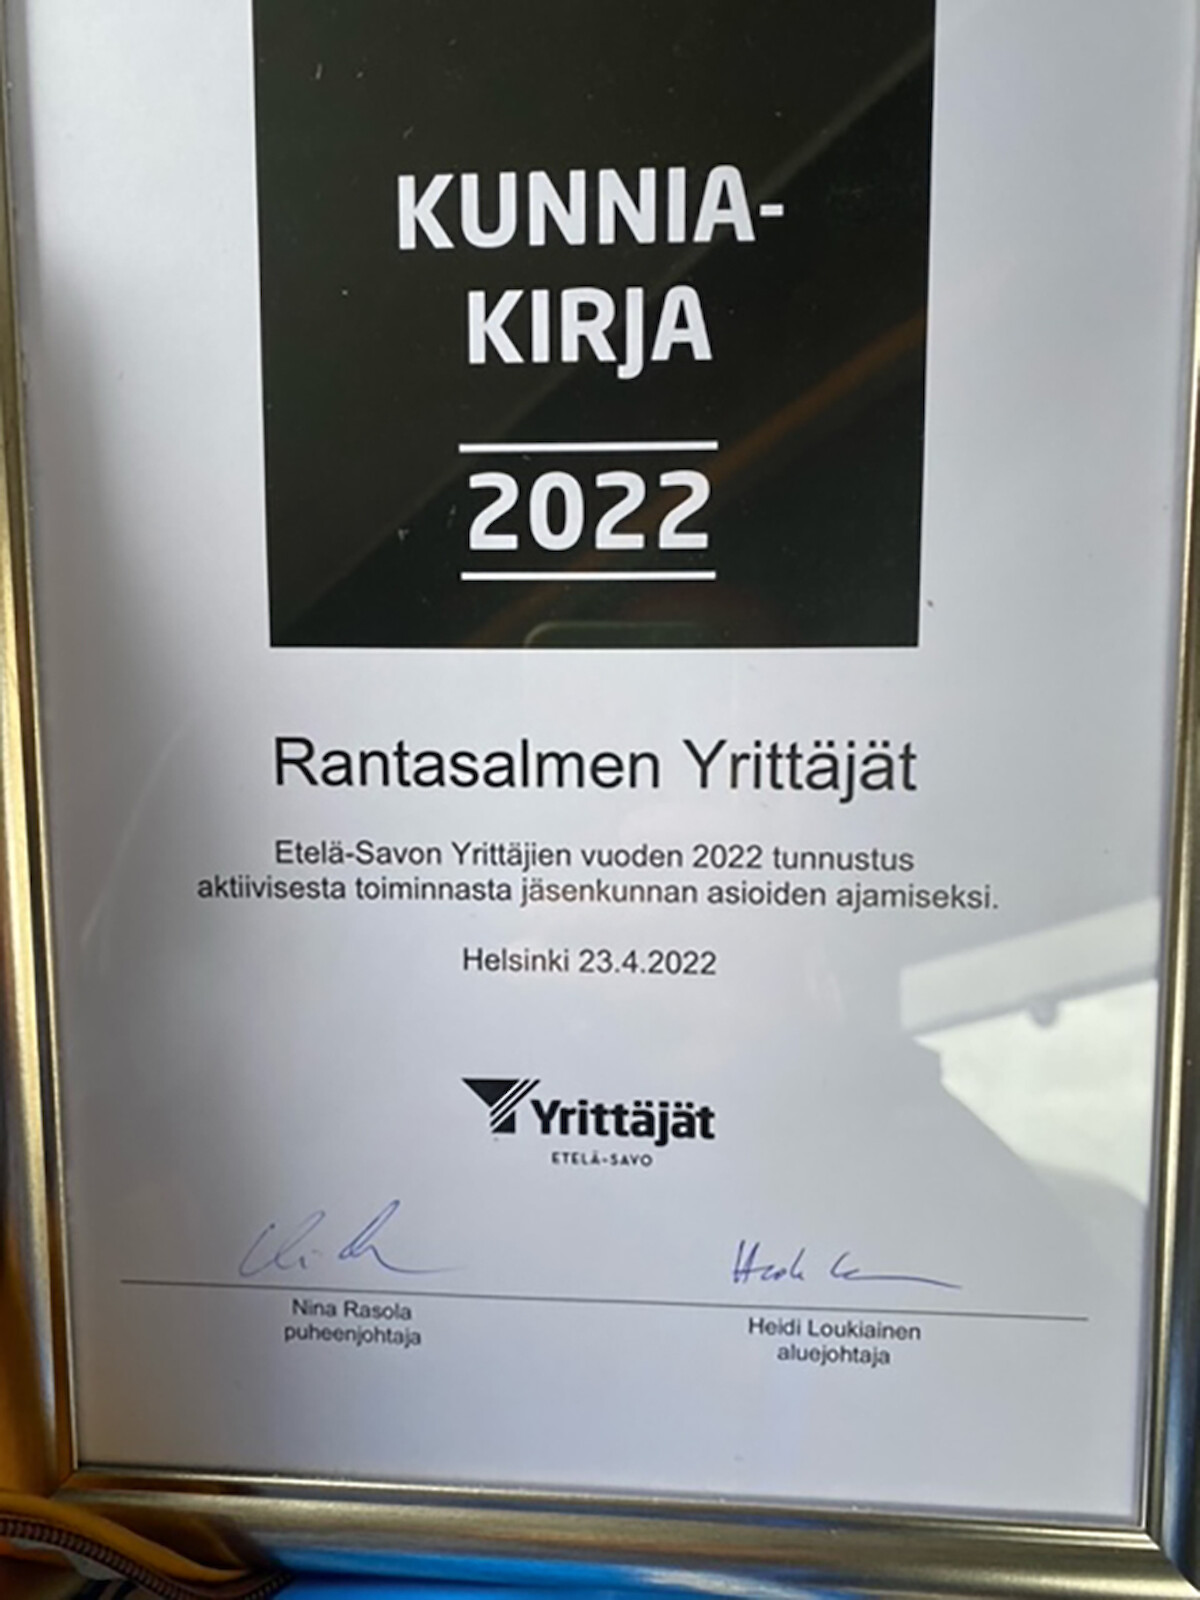 KUNNIA-
KIRJA
2022
Rantasalmen Yrittäjät
Etelä-Savon Yrittäjien vuoden 2022 tunnustus
aktiivisesta toiminnasta jäsenkunnan asioiden ajamiseksi.
Helsinki 23.4.2022
Yrittäjät
ETELÄ-SAVO
Nina Rasola
puheenjohtaja
Heidi Loukiainen
aluejohtaja